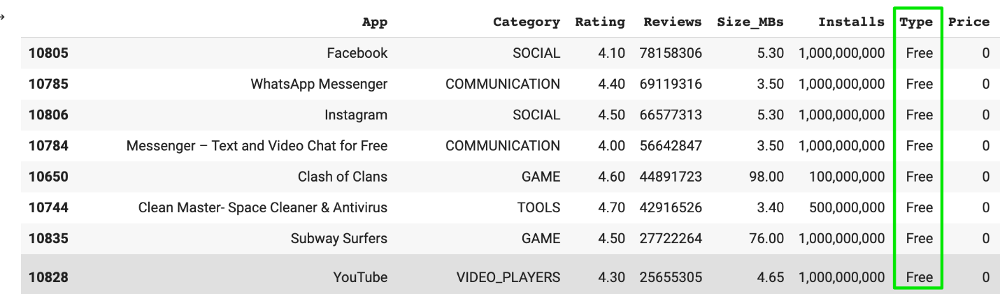 App Category Rating Reviews Size_MBs Installs Type Price
10805 Facebook SOCIAL 4.10 78158306 5.30 1,000,000,000 Free 0
10785 WhatsApp Messenger COMMUNICATION 4.40 69119316 3.50 1,000,000,000 Free 0
10806 Instagram SOCIAL 4.50 66577313 5.30 1,000,000,000 Free 0
10784 Messenger – Text and Video Chat for Free COMMUNICATION 4.00 56642847 3.50 1,000,000,000 Free 0
10650 Clash of Clans GAME 4.60 44891723 98.00 100,000,000 Free 0
10744 Clean Master- Space Cleaner & Antivirus TOOLS 4.70 42916526 3.40 500,000,000 Free 0
10835 Subway Surfers GAME 4.50 27722264 76.00 1,000,000,000 Free 0
10828 YouTube VIDEO_PLAYERS 4.30 25655305 4.65 1,000,000,000 Free 0